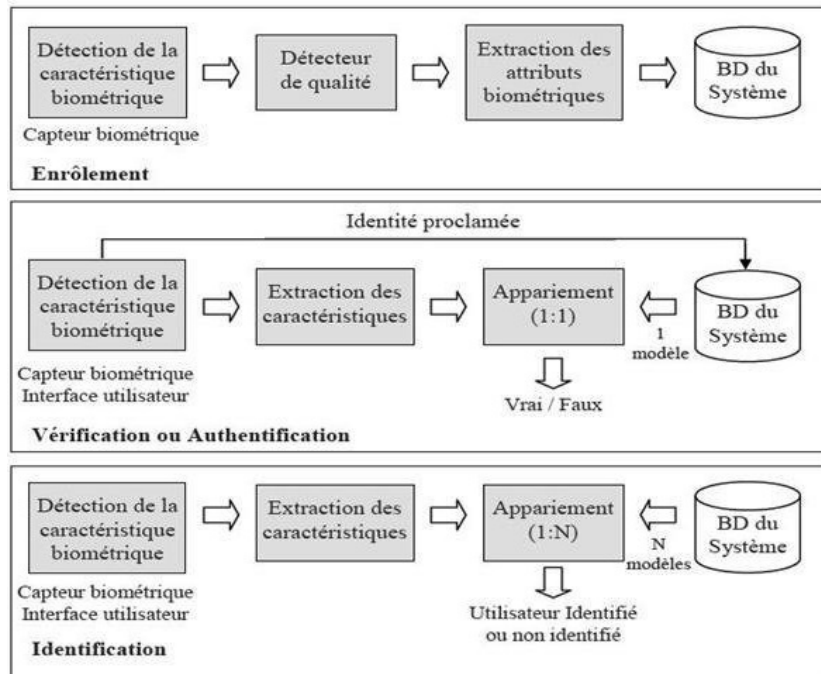 Détection de la
caractéristique
biométrique
Capteur biométrique
Détecteur
de qualité
Extraction des
attributs
biométriques
BD du
Système
Enrôlement
Identité proclamée
Détection de la
caractéristique
biométrique
Capteur biométrique
Interface utilisateur
Extraction des
caractéristiques
Appariement
(1:1)
1
modèle
BD du
Système
Vrai / Faux
Vérification ou Authentification
Détection de la
caractéristique
biométrique
Capteur biométrique
Interface utilisateur
Extraction des
caractéristiques
Appariement
(1:N)
N
modèles
BD du
Système
Utilisateur Identifié
ou non identifié
Identification